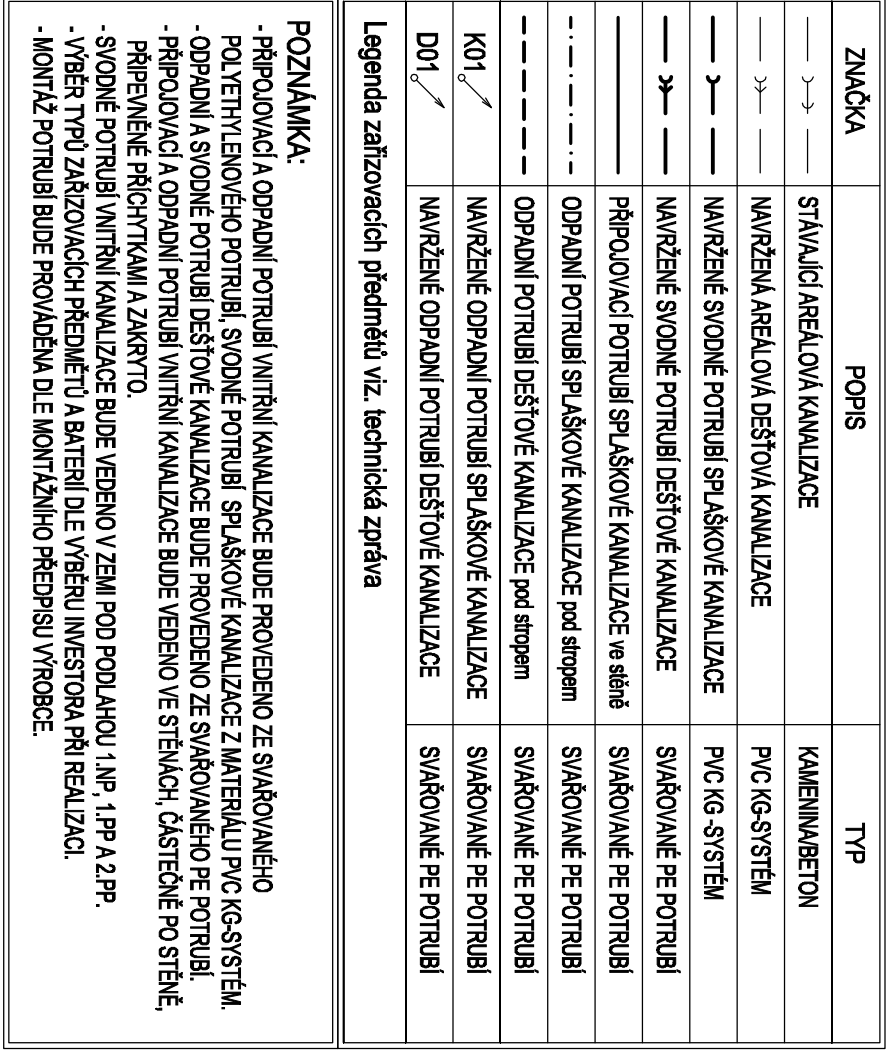 ZNAČKA POPIS TYP
STÁVAJÍCÍ AREÁLOVÁ KANALIZACE KAMENINA/BETON
NAVRŽENÁ AREÁLOVÁ DEŠŤOVÁ KANALIZACE PVC KG-SYSTÉM
NAVRŽENÉ SVODNÉ POTRUBÍ SPLAŠKOVÉ KANALIZACE PVC KG -SYSTÉM
NAVRŽENÉ SVODNÉ POTRUBÍ DEŠŤOVÉ KANALIZACE SVAŘOVANÉ PE POTRUBÍ
PŘIPOJOVACÍ POTRUBÍ SPLAŠKOVÉ KANALIZACE ve stěně SVAŘOVANÉ PE POTRUBÍ
ODPADNÍ POTRUBÍ SPLAŠKOVÉ KANALIZACE pod stropem SVAŘOVANÉ PE POTRUBÍ
ODPADNÍ POTRUBÍ DEŠŤOVÉ KANALIZACE pod stropem SVAŘOVANÉ PE POTRUBÍ
K01 NAVRŽENÉ ODPADNÍ POTRUBÍ SPLAŠKOVÉ KANALIZACE SVAŘOVANÉ PE POTRUBÍ
D01 NAVRŽENÉ ODPADNÍ POTRUBÍ DEŠŤOVÉ KANALIZACE SVAŘOVANÉ PE POTRUBÍ
Legenda zařizovacích předmětů viz. technická zpráva
POZNÁMKA:
- PŘIPOJOVACÍ A ODPADNÍ POTRUBÍ VNITŘNÍ KANALIZACE BUDE PROVEDENO ZE SVAŘOVANÉHO
POLYETHYLENOVÉHO POTRUBÍ, SVODNÉ POTRUBÍ SPLAŠKOVÉ KANALIZACE Z MATERIÁLU PVC KG-SYSTÉM.
- ODPADNÍ A SVODNÉ POTRUBÍ DEŠŤOVÉ KANALIZACE BUDE PROVEDENO ZE SVAŘOVANÉHO PE POTRUBÍ.
- PŘIPOJOVACÍ A ODPADNÍ POTRUBÍ VNITŘNÍ KANALIZACE BUDE VEDENO VE STĚNÁCH, ČÁSTEČNĚ PO STĚNĚ,
PŘIPEVNĚNÉ PŘÍCHYTKAMI A ZAKRYTO.
- SVODNÉ POTRUBÍ VNITŘNÍ KANALIZACE BUDE VEDENO V ZEMI POD PODLAHOU 1.NP, 1.PP A 2.PP.
- VÝBĚR TYPŮ ZAŘIZOVACÍCH PŘEDMĚTŮ A BATERIÍ DLE VÝBĚRU INVESTORA PŘI REALIZACI.
- MONTÁŽ POTRUBÍ BUDE PROVÁDĚNA DLE MONTÁŽNÍHO PŘEDPISU VÝROBCE.